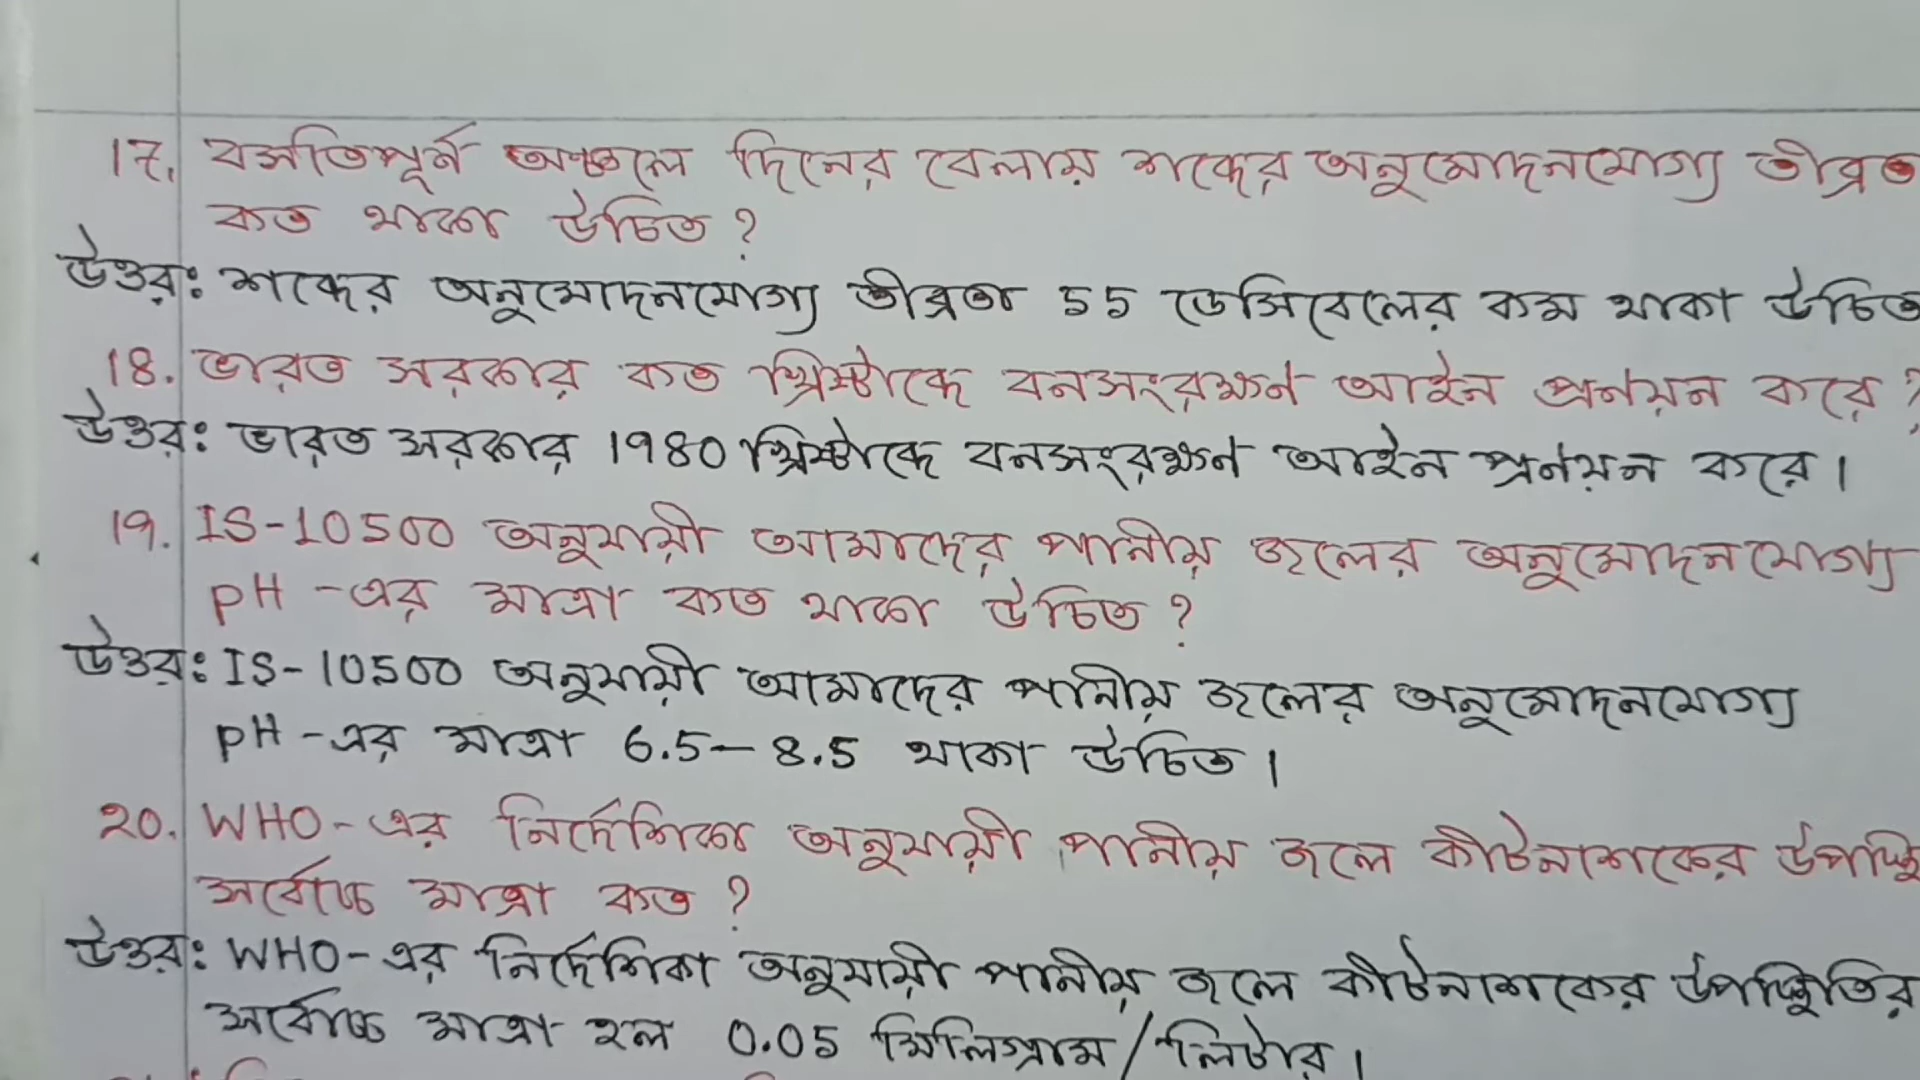 17. বসতিপূর্ন অঞ্চলে দিনের বেলায় শব্দের অনুমোদনযোগ্য তীব্রত
কত থাকা উচিত ?
উত্তর: শব্দের অনুমোদনযোগ্য তীব্রতা 55 ডেসিবেলের কম থাকা উচিত
18. ভারত সরকার কত খ্রিস্টাব্দে বনসংরক্ষন আইন প্রনয়ন করে ?
উত্তর: ভারত সরকার 1980 খ্রিস্টাব্দে বনসংরক্ষন আইন প্রনয়ন করে।
19. IS-10500 অনুযায়ী আমাদের পানীয় জলের অনুমোদনযোগ্য
pH -এর মাত্রা কত থাকা উচিত ?
উত্তর: IS-10500 অনুযায়ী আমাদের পানীয় জলের অনুমোদনযোগ্য
pH -এর মাত্রা 6.5 – 8.5 থাকা উচিত।
20. WHO-এর নির্দেশিকা অনুযায়ী পানীয় জলে কীটনাশকের উপস্থি
সর্বোচ্চ মাত্রা কত ?
উত্তর: WHO-এর নির্দেশিকা অনুযায়ী পানীয় জলে কীটনাশকের উপস্থিতির
সর্বোচ্চ মাত্রা হল 0.05 মিলিগ্রাম/লিটার।